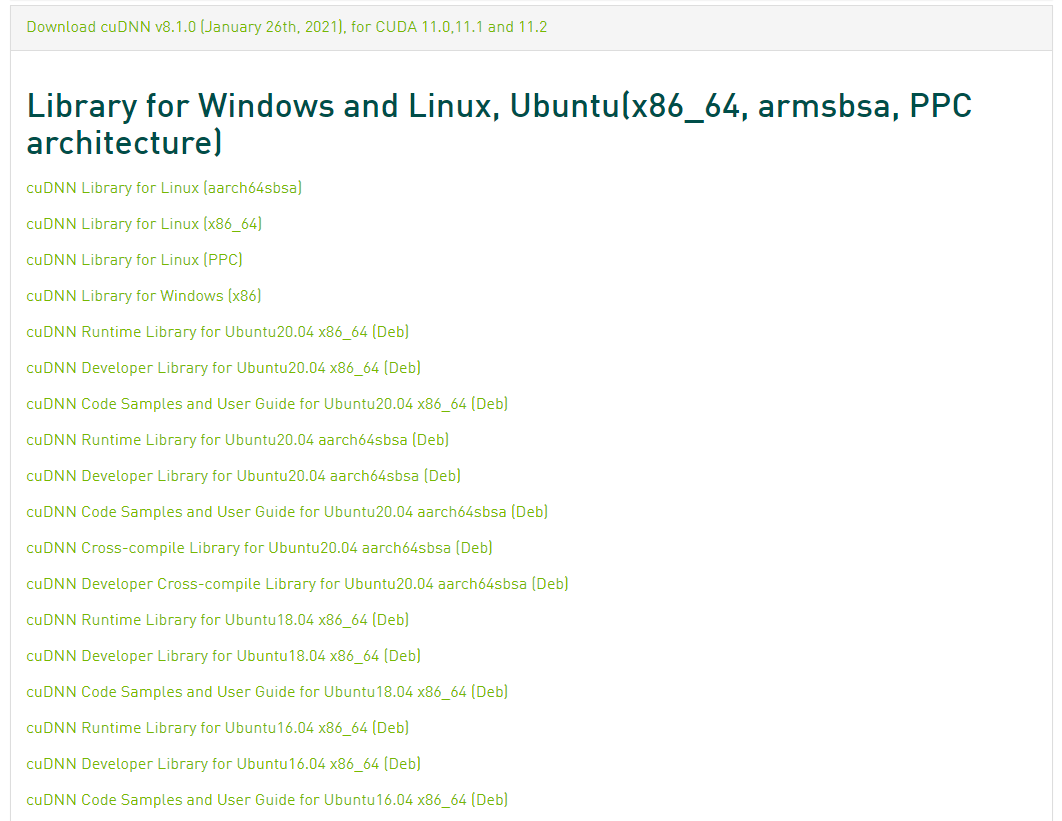 Download cuDNN v8.1.0 (January 26th, 2021), for CUDA 11.0,11.1 and 11.2
Library for Windows and Linux, Ubuntu(x86_64, armsbsa, PPC
architecture)
cuDNN Library for Linux (aarch64sbsa)
cuDNN Library for Linux (x86_64)
cuDNN Library for Linux (PPC)
cuDNN Library for Windows (x86)
cuDNN Runtime Library for Ubuntu20.04 x86_64 (Deb)
cuDNN Developer Library for Ubuntu20.04 x86_64 (Deb)
cuDNN Code Samples and User Guide for Ubuntu20.04 x86_64 (Deb)
cuDNN Runtime Library for Ubuntu20.04 aarch64sbsa (Deb)
cuDNN Developer Library for Ubuntu20.04 aarch64sbsa (Deb)
cuDNN Code Samples and User Guide for Ubuntu20.04 aarch64sbsa (Deb)
cuDNN Cross-compile Library for Ubuntu20.04 aarch64sbsa (Deb)
cuDNN Developer Cross-compile Library for Ubuntu20.04 aarch64sbsa (Deb)
cuDNN Runtime Library for Ubuntu18.04 x86_64 (Deb)
cuDNN Developer Library for Ubuntu18.04 x86_64 (Deb)
cuDNN Code Samples and User Guide for Ubuntu18.04 x86_64 (Deb)
cuDNN Runtime Library for Ubuntu16.04 x86_64 (Deb)
cuDNN Developer Library for Ubuntu16.04 x86_64 (Deb)
cuDNN Code Samples and User Guide for Ubuntu16.04 x86_64 (Deb)